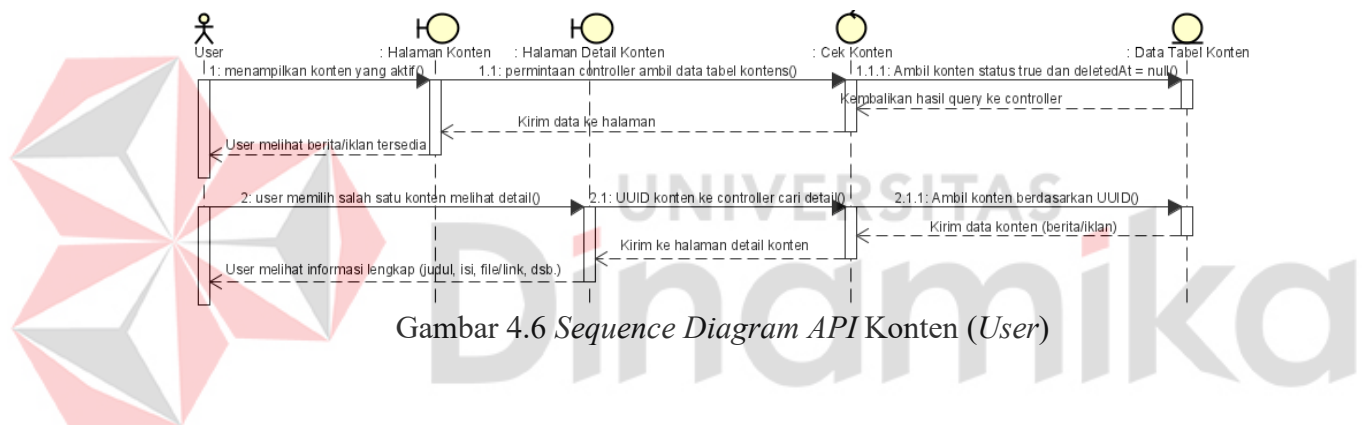 User
: Halaman Konten
: Halaman Detail Konten
: Cek Konten
: Data Tabel Konten
1: menampilkan konten yang aktif()
1.1: permintaan controller ambil data tabel kontens()
1.1.1: Ambil konten status true dan deletedAt = null()
Kembalikan hasil query ke controller
Kirim data ke halaman
User melihat berita/iklan tersedia
2: user memilih salah satu konten melihat detail()
2.1: UUID konten ke controller cari detail()
2.1.1: Ambil konten berdasarkan UUID()
Kirim data konten (berita/iklan)
Kirim ke halaman detail konten
User melihat informasi lengkap (judul, isi, file/link, dsb.)
UNIVERSITAS
Dinamika
Gambar 4.6 Sequence Diagram API Konten (User)